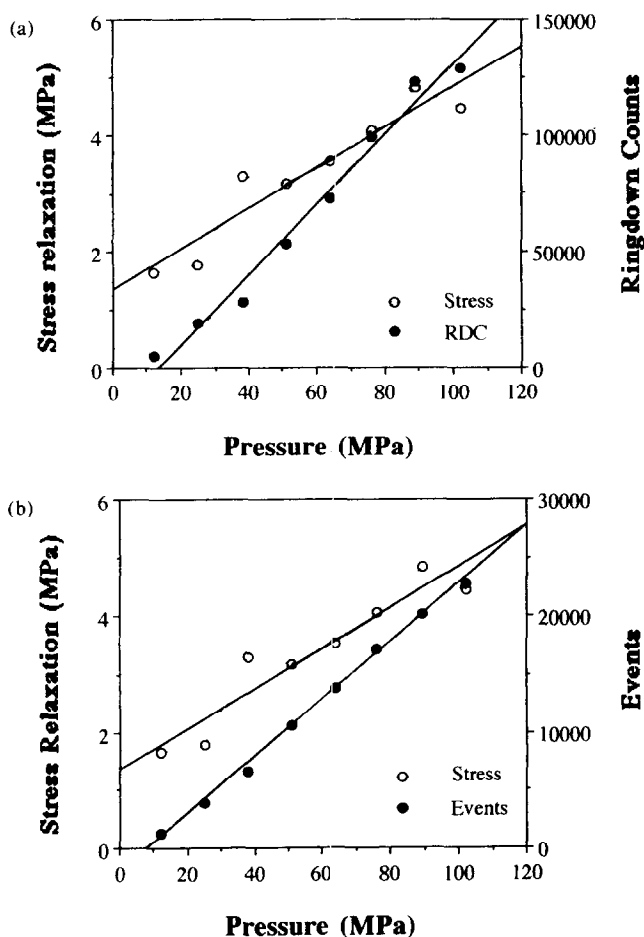 (a)
6
4
2
0
Stress relaxation (MPa)
150000
100000
50000
0
Ringdown Counts
Stress
RDC
0 20 40 60 80 100 120
Pressure (MPa)
(b)
6
4
2
0
Stress Relaxation (MPa)
30000
20000
10000
0
Events
Stress
Events
0 20 40 60 80 100 120
Pressure (MPa)